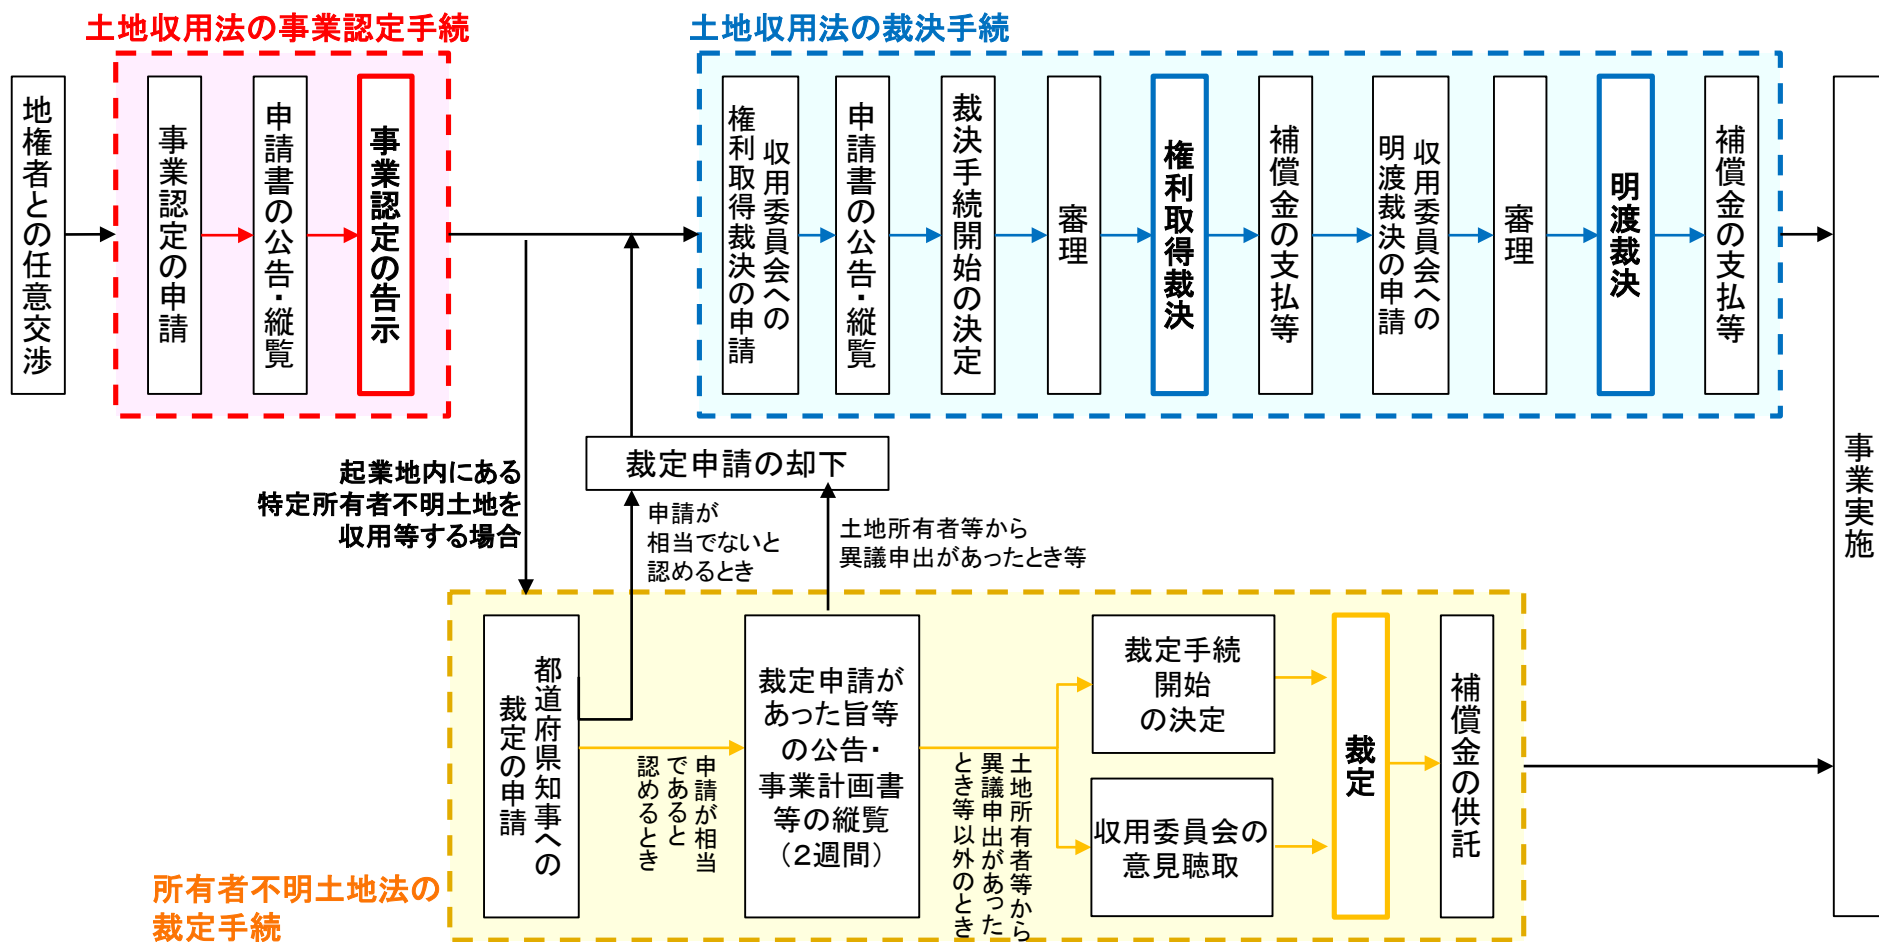 土地収用法の事業認定手続
土地収用法の裁決手続
地権者との任意交渉
事業認定の申請
申請書の公告・縦覧
事業認定の告示
収用委員会への
権利取得裁決の申請
申請書の公告・縦覧
裁決手続開始の決定
審理
権利取得裁決
補償金の支払等
収用委員会への
明渡裁決の申請
審理
明渡裁決
補償金の支払等
事業実施
起業地内にある
特定所有者不明土地を
収用等する場合
裁定申請の却下
申請が
相当でないと
認めるとき
土地所有者等から
異議申出があったとき等
都道府県知事への
裁定の申請
申請が相当
であると
認めるとき
裁定申請が
あった旨等
の公告・
事業計画書
等の縦覧
（2週間）
土地所有者等から
異議申出があった
とき等以外のとき
裁定手続
開始
の決定
収用委員会の
意見聴取
裁定
補償金の供託
所有者不明土地法の
裁定手続